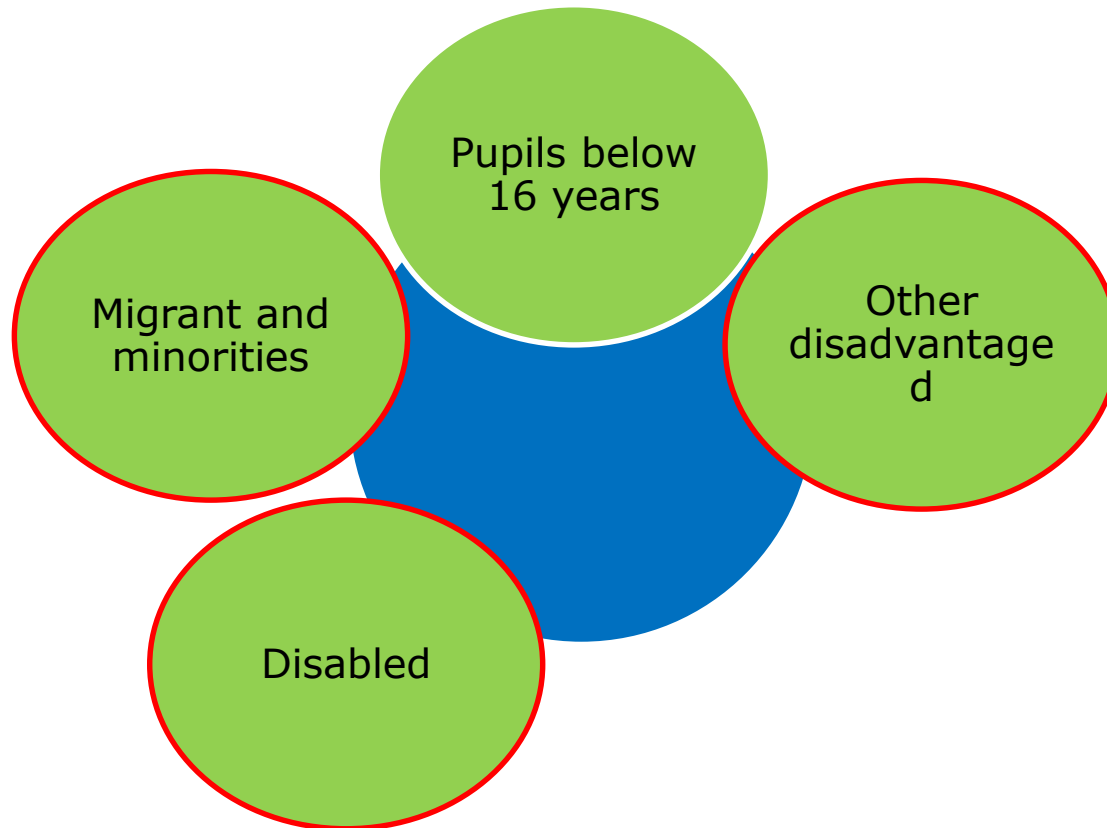 Pupils below
16 years
Migrant and
minorities
Other
disadvantage
d
Disabled